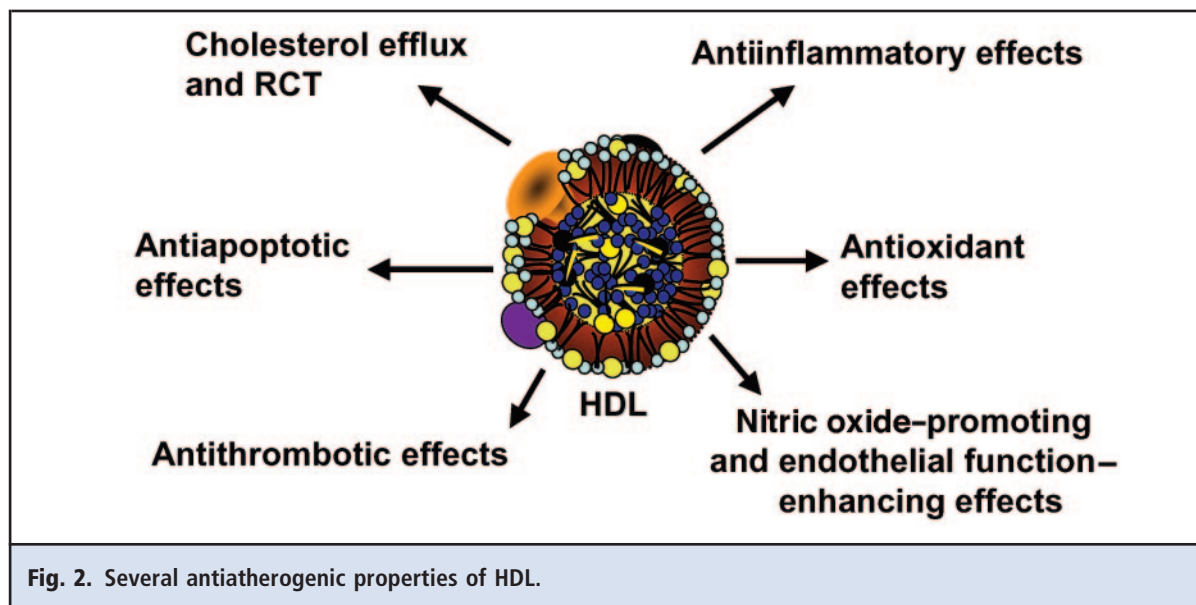 Cholesterol efflux
and RCT
Antiinflammatory effects
Antiapoptotic
effects
Antioxidant
effects
HDL
Antithrombotic effects
Nitric oxide–promoting
and endothelial function–
enhancing effects
Fig. 2. Several antiatherogenic properties of HDL.